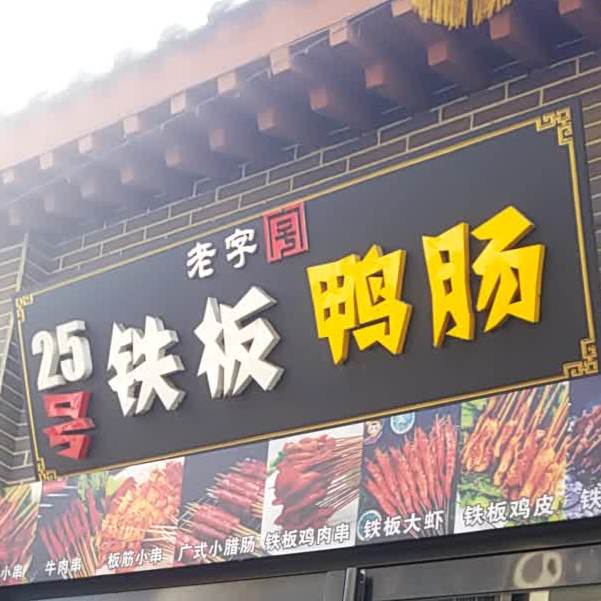 老字号
25号 铁板鸭肠
小串
牛肉串
板筋小串
广式小腊肠
铁板鸡肉串
铁板大虾
铁板鸡皮
铁